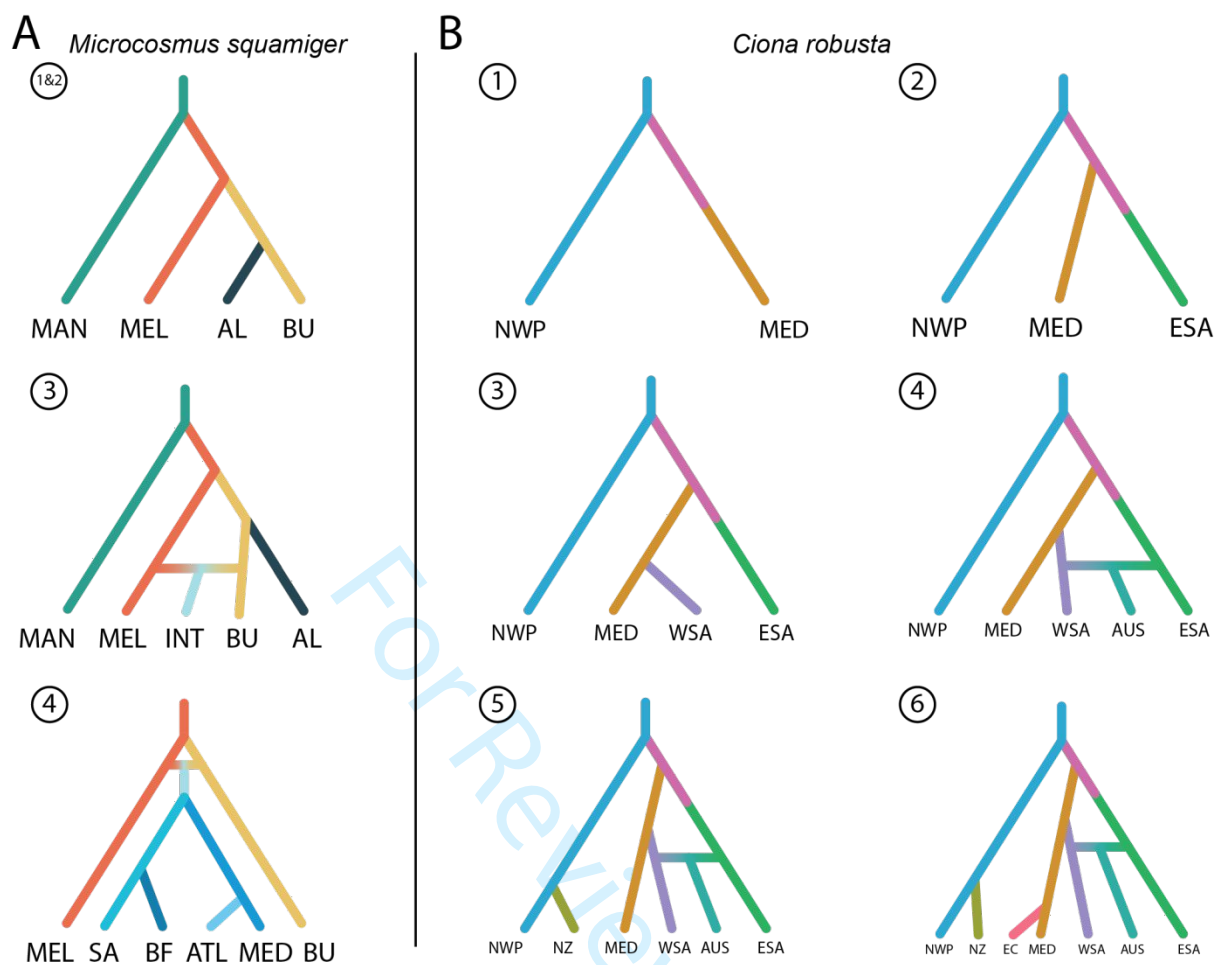 A Microcosmus squamiger
B Ciona robusta
1&2
MAN MEL AL BU
3
MAN MEL INT BU AL
4
MEL SA BF ATL MED BU
1
NWP MED
2
NWP MED ESA
3
NWP MED WSA ESA
4
NWP MED WSA AUS ESA
5
NWP NZ MED WSA AUS ESA
6
NWP NZ EC MED WSA AUS ESA
For Review